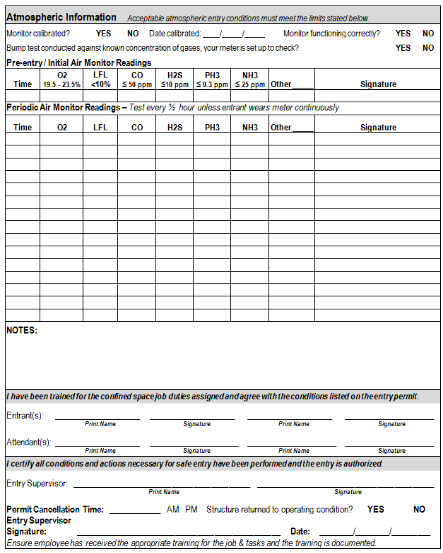 Atmospheric Information Acceptable atmospheric entry conditions must meet the limits stated below.
Monitor calibrated? YES NO Date calibrated: ___/___/____ Monitor functioning correctly? YES NO
Bump test conducted against known concentration of gases, your meter is set up to check? YES NO
Pre-entry / Initial Air Monitor Readings
Time O2 19.5 - 23.5% LFL <10% CO ≤ 50 ppm H2S ≤10 ppm PH3 ≤ 0.3 ppm NH3 ≤ 25 ppm Other____ Signature
Periodic Air Monitor Readings – Test every ½ hour unless entrant wears meter continuously
Time O2 LFL CO H2S PH3 NH3 Other____ Signature
NOTES:
I have been trained for the confined space job duties assigned and agree with the conditions listed on the entry permit.
Entrant(s):
Print Name Signature Print Name Signature
Attendant(s):
Print Name Signature Print Name Signature
I certify all conditions and actions necessary for safe entry have been performed and the entry is authorized.
Entry Supervisor:
Print Name Signature
Permit Cancellation Time: __________ AM PM Structure returned to operating condition? YES NO
Entry Supervisor
Signature: Date: ____/____/____
Ensure employee has received the appropriate training for the job & tasks and the training is documented.